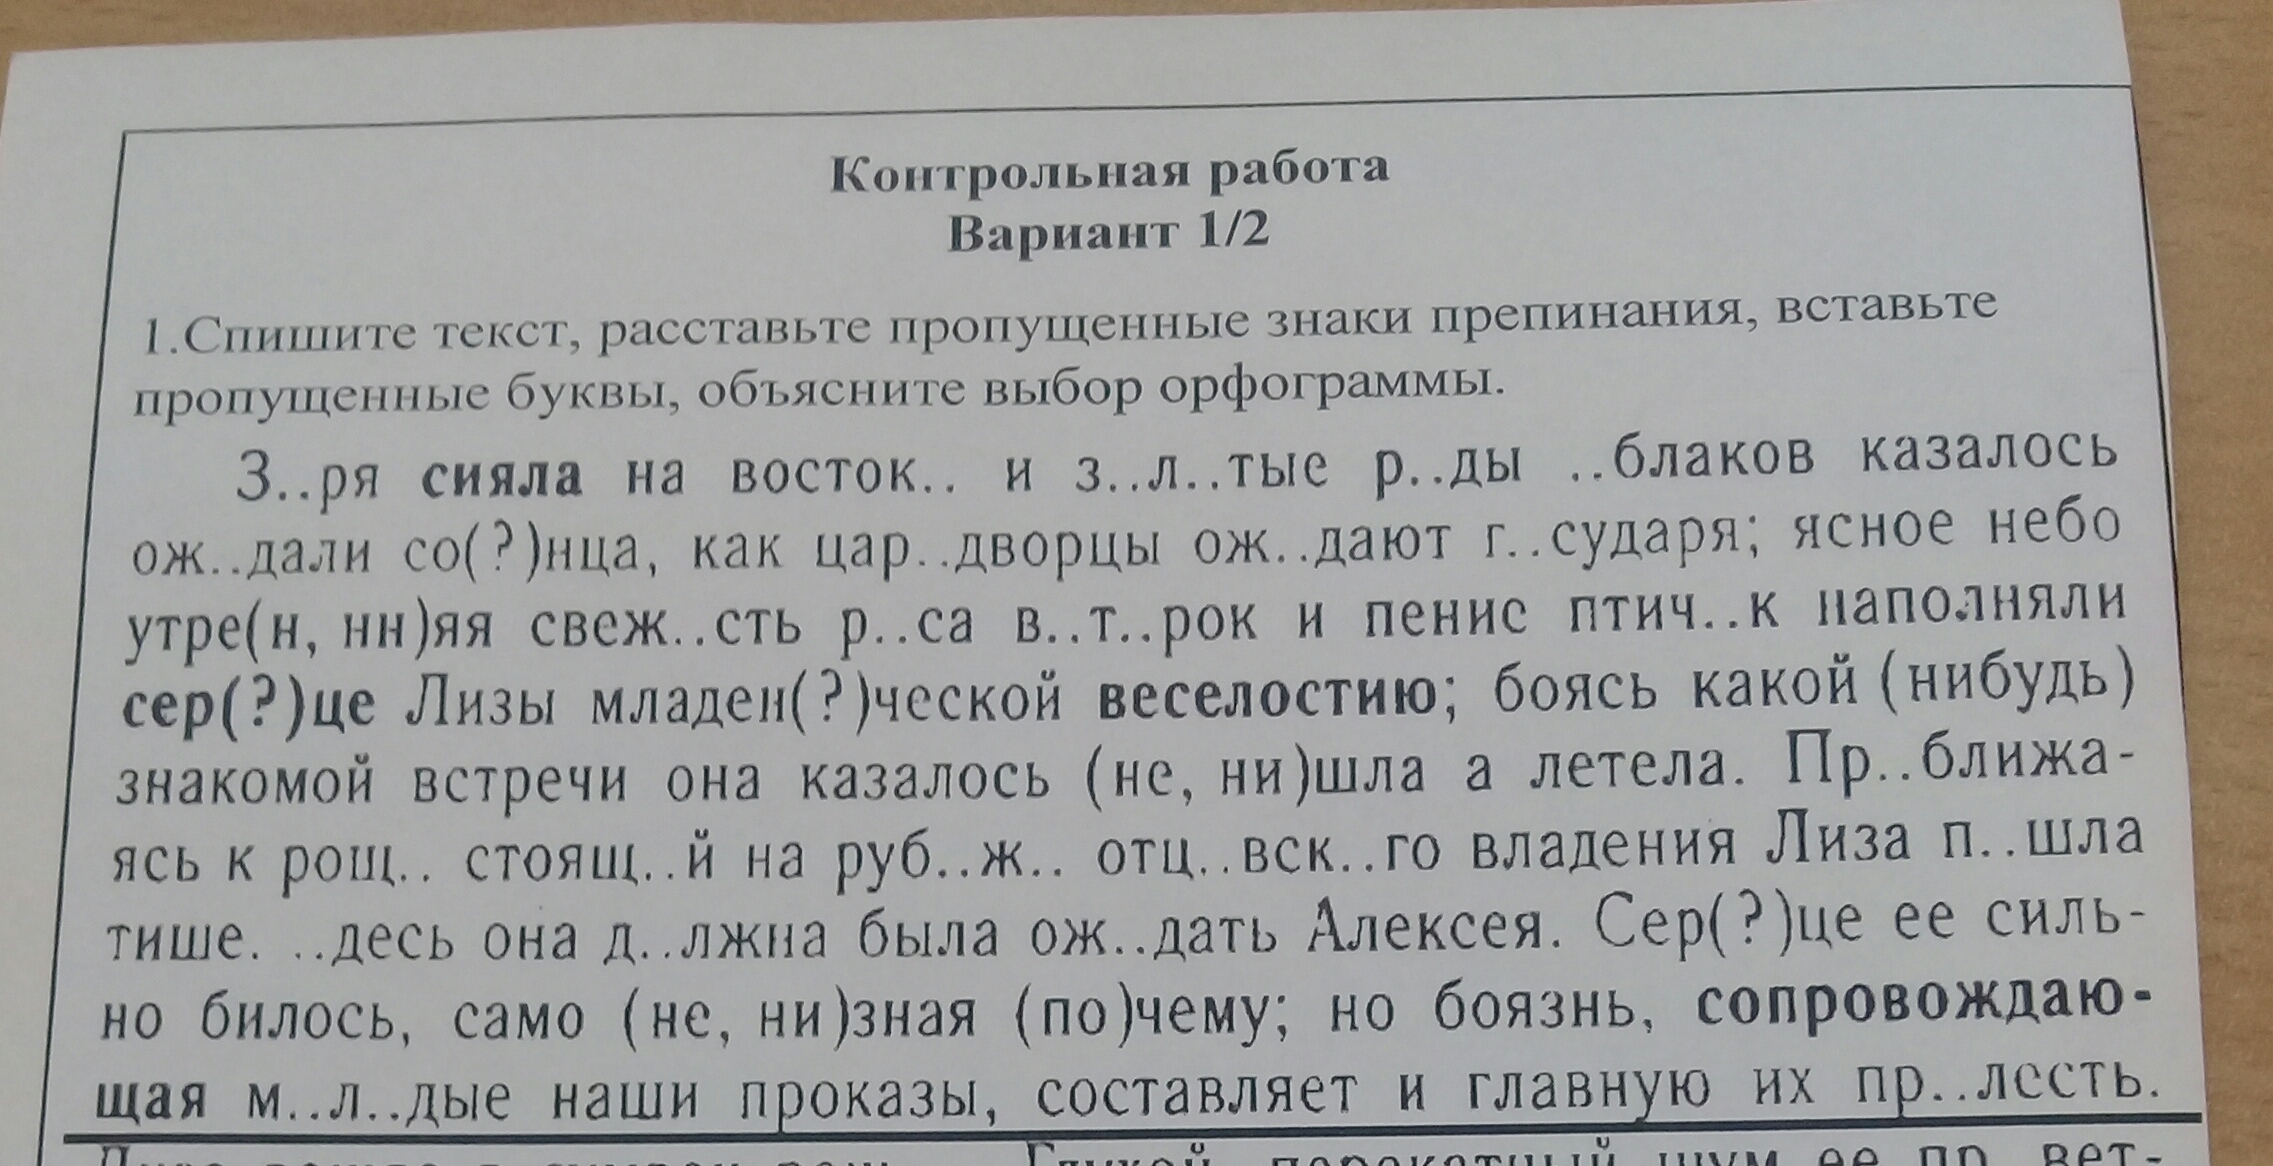 Контрольная работа
Вариант 1/2
1.Спишите текст, расставьте пропущенные знаки препинания, вставьте
пропущенные буквы, объясните выбор орфограммы.
З..ря сияла на восток.. и з..л..тые р..ды ..блаков казалось
ож..дали со(?)нца, как цар..дворцы ож..дают г..сударя; ясное небо
утре(н, нн)яя свеж..сть р..са в..т..рок и пение птич..к наполняли
сер(?)це Лизы младен(?)ческой веселостию; боясь какой (нибудь)
знакомой встречи она казалось (не, ни)шла а летела. Пр..ближа-
ясь к рощ.. стоящ..й на руб..ж.. отц..вск..го владения Лиза п..шла
тише. ..десь она д..лжна была ож..дать Алексея. Сер(?)це ее силь-
но билось, само (не, ни)зная (по)чему; но боязнь, сопровождаю-
щая м..л..дые наши проказы, составляет и главную их пр..лесть.